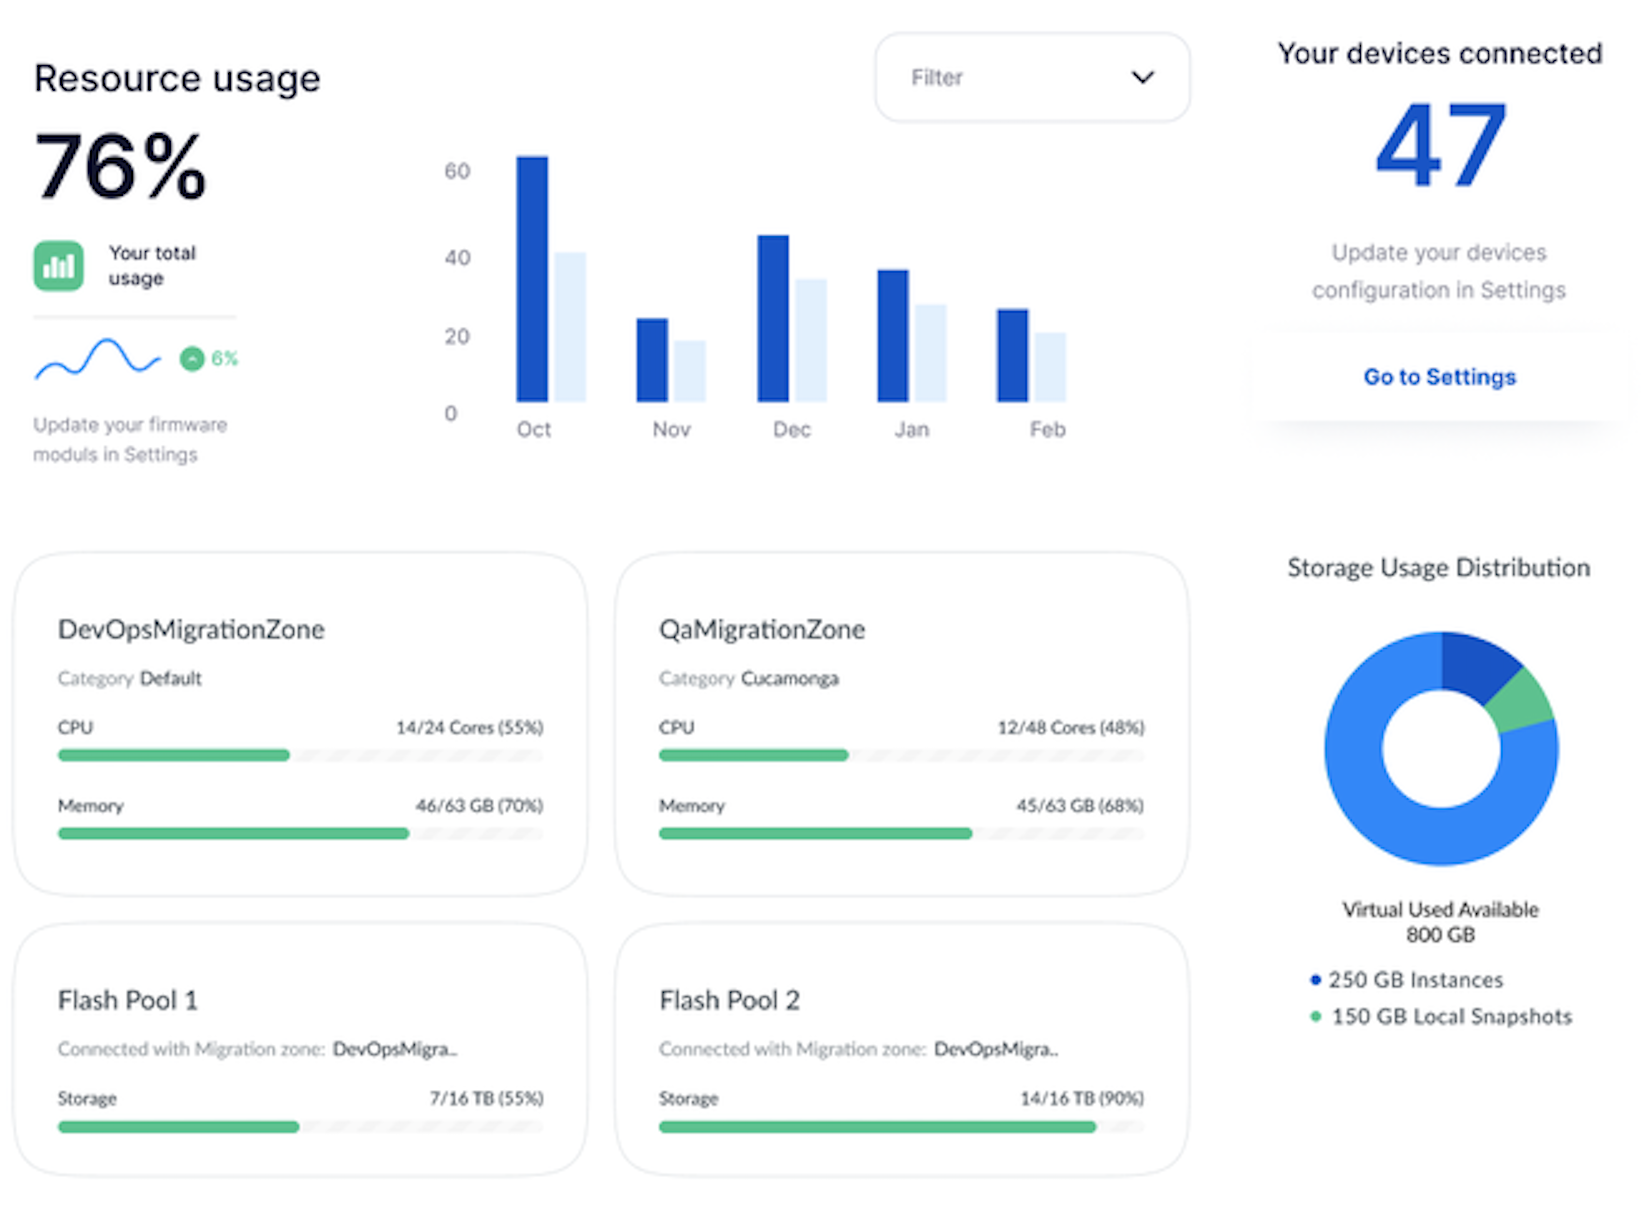 Resource usage
76%
Your total
usage
6%
Update your firmware
moduls in Settings
Filter
60
40
20
0
Oct
Nov
Dec
Jan
Feb
Your devices connected
47
Update your devices
configuration in Settings
Go to Settings
DevOpsMigrationZone
Category Default
CPU 14/24 Cores (55%)
Memory 46/63 GB (70%)
QaMigrationZone
Category Cucamonga
CPU 12/48 Cores (48%)
Memory 45/63 GB (68%)
Flash Pool 1
Connected with Migration zone: DevOpsMigra...
Storage 7/16 TB (55%)
Flash Pool 2
Connected with Migration zone: DevOpsMigra..
Storage 14/16 TB (90%)
Storage Usage Distribution
Virtual Used Available
800 GB
250 GB Instances
150 GB Local Snapshots